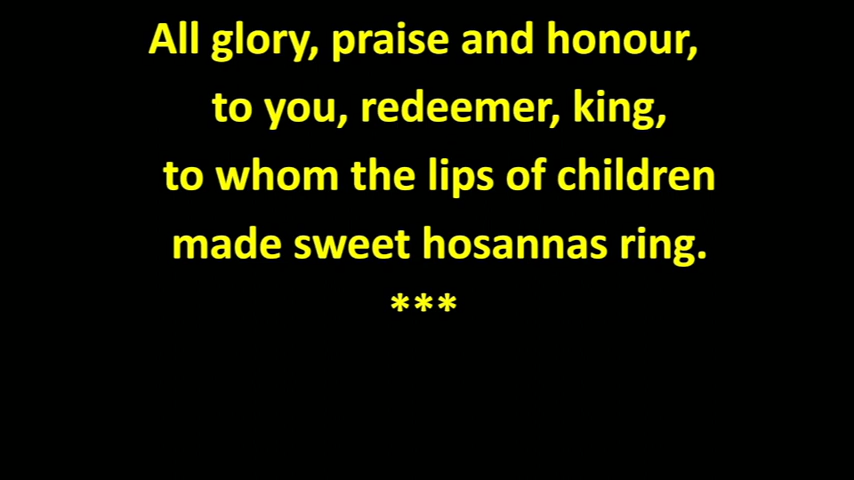 All glory, praise and honour,
to you, redeemer, king,
to whom the lips of children
made sweet hosannas ring.
***